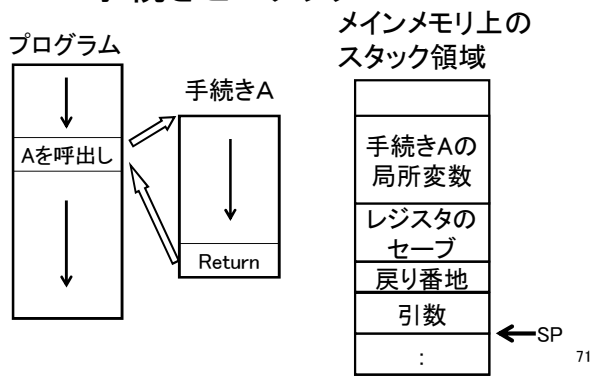 プログラム
Aを呼出し
手続きA
Return
メインメモリ上の
スタック領域
手続きAの
局所変数
レジスタの
セーブ
戻り番地
引数
:
SP
71